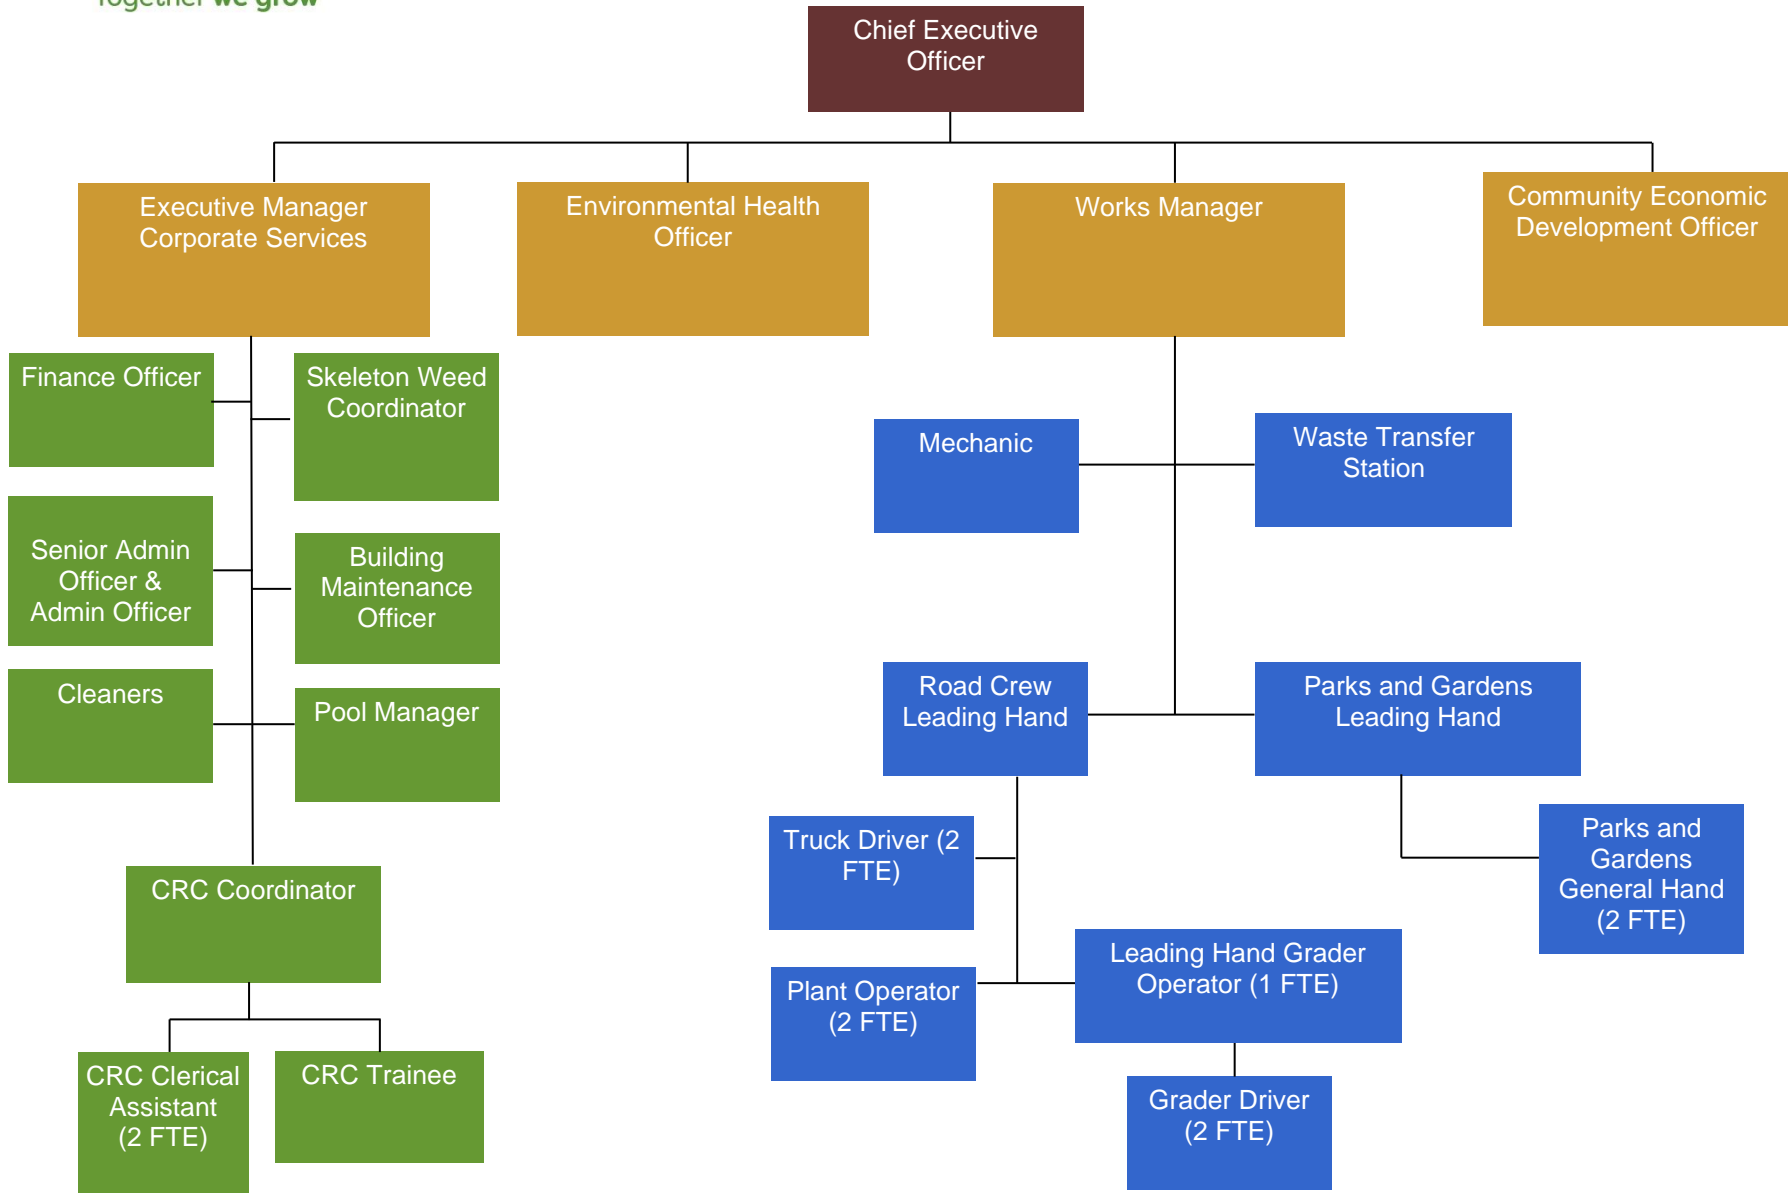 Together we grow
Chief Executive
Officer
Executive Manager
Corporate Services
Environmental Health
Officer
Works Manager
Community Economic
Development Officer
Finance Officer
Skeleton Weed
Coordinator
Mechanic
Waste Transfer
Station
Senior Admin
Officer &
Admin Officer
Building
Maintenance
Officer
Cleaners
Pool Manager
Road Crew
Leading Hand
Parks and Gardens
Leading Hand
Truck Driver (2
FTE)
Parks and
Gardens
General Hand
(2 FTE)
CRC Coordinator
Plant Operator
(2 FTE)
Leading Hand Grader
Operator (1 FTE)
CRC Clerical
Assistant
(2 FTE)
CRC Trainee
Grader Driver
(2 FTE)